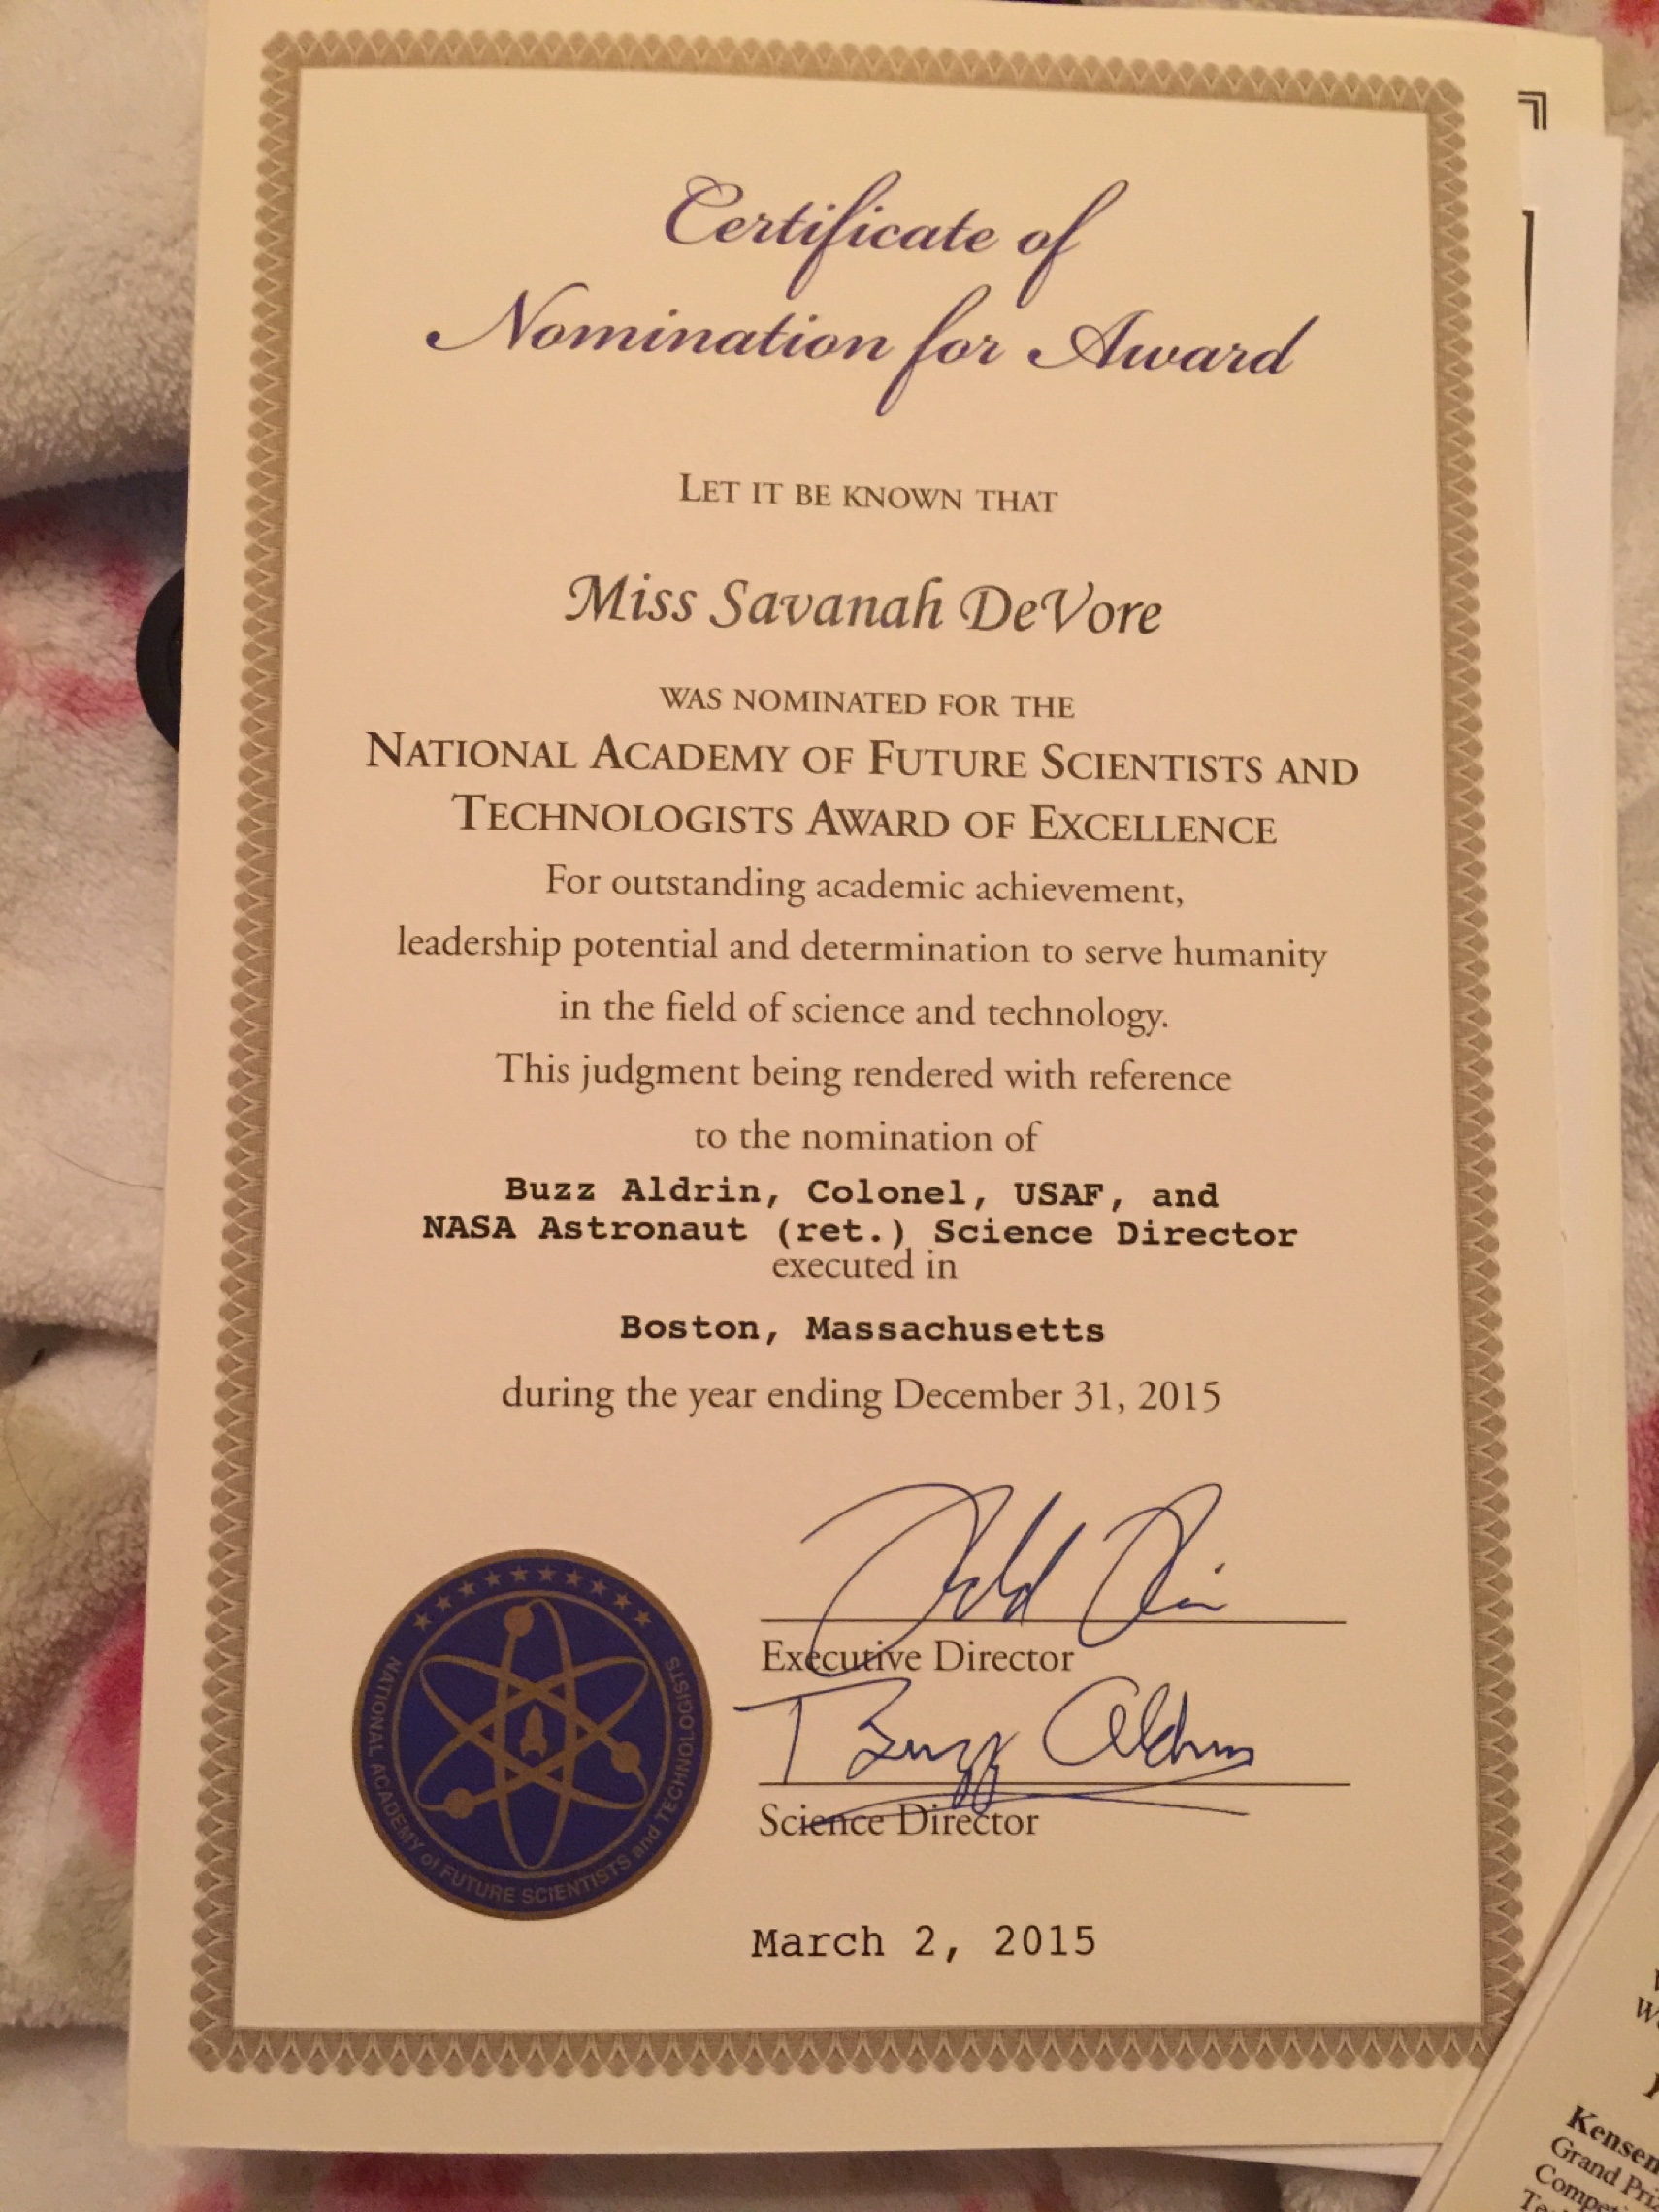 Certificate of
Nomination for Award
LET IT BE KNOWN THAT
Miss Savanah DeVore
WAS NOMINATED FOR THE
NATIONAL ACADEMY OF FUTURE SCIENTISTS AND
TECHNOLOGISTS AWARD OF EXCELLENCE
For outstanding academic achievement,
leadership potential and determination to serve humanity
in the field of science and technology.
This judgment being rendered with reference
to the nomination of
Buzz Aldrin, Colonel, USAF, and
NASA Astronaut (ret.) Science Director
executed in
Boston, Massachusetts
during the year ending December 31, 2015
Executive Director
Buzz Aldrin
Science Director
NATIONAL ACADEMY of FUTURE SCIENTISTS and TECHNOLOGISTS
March 2, 2015
Grand